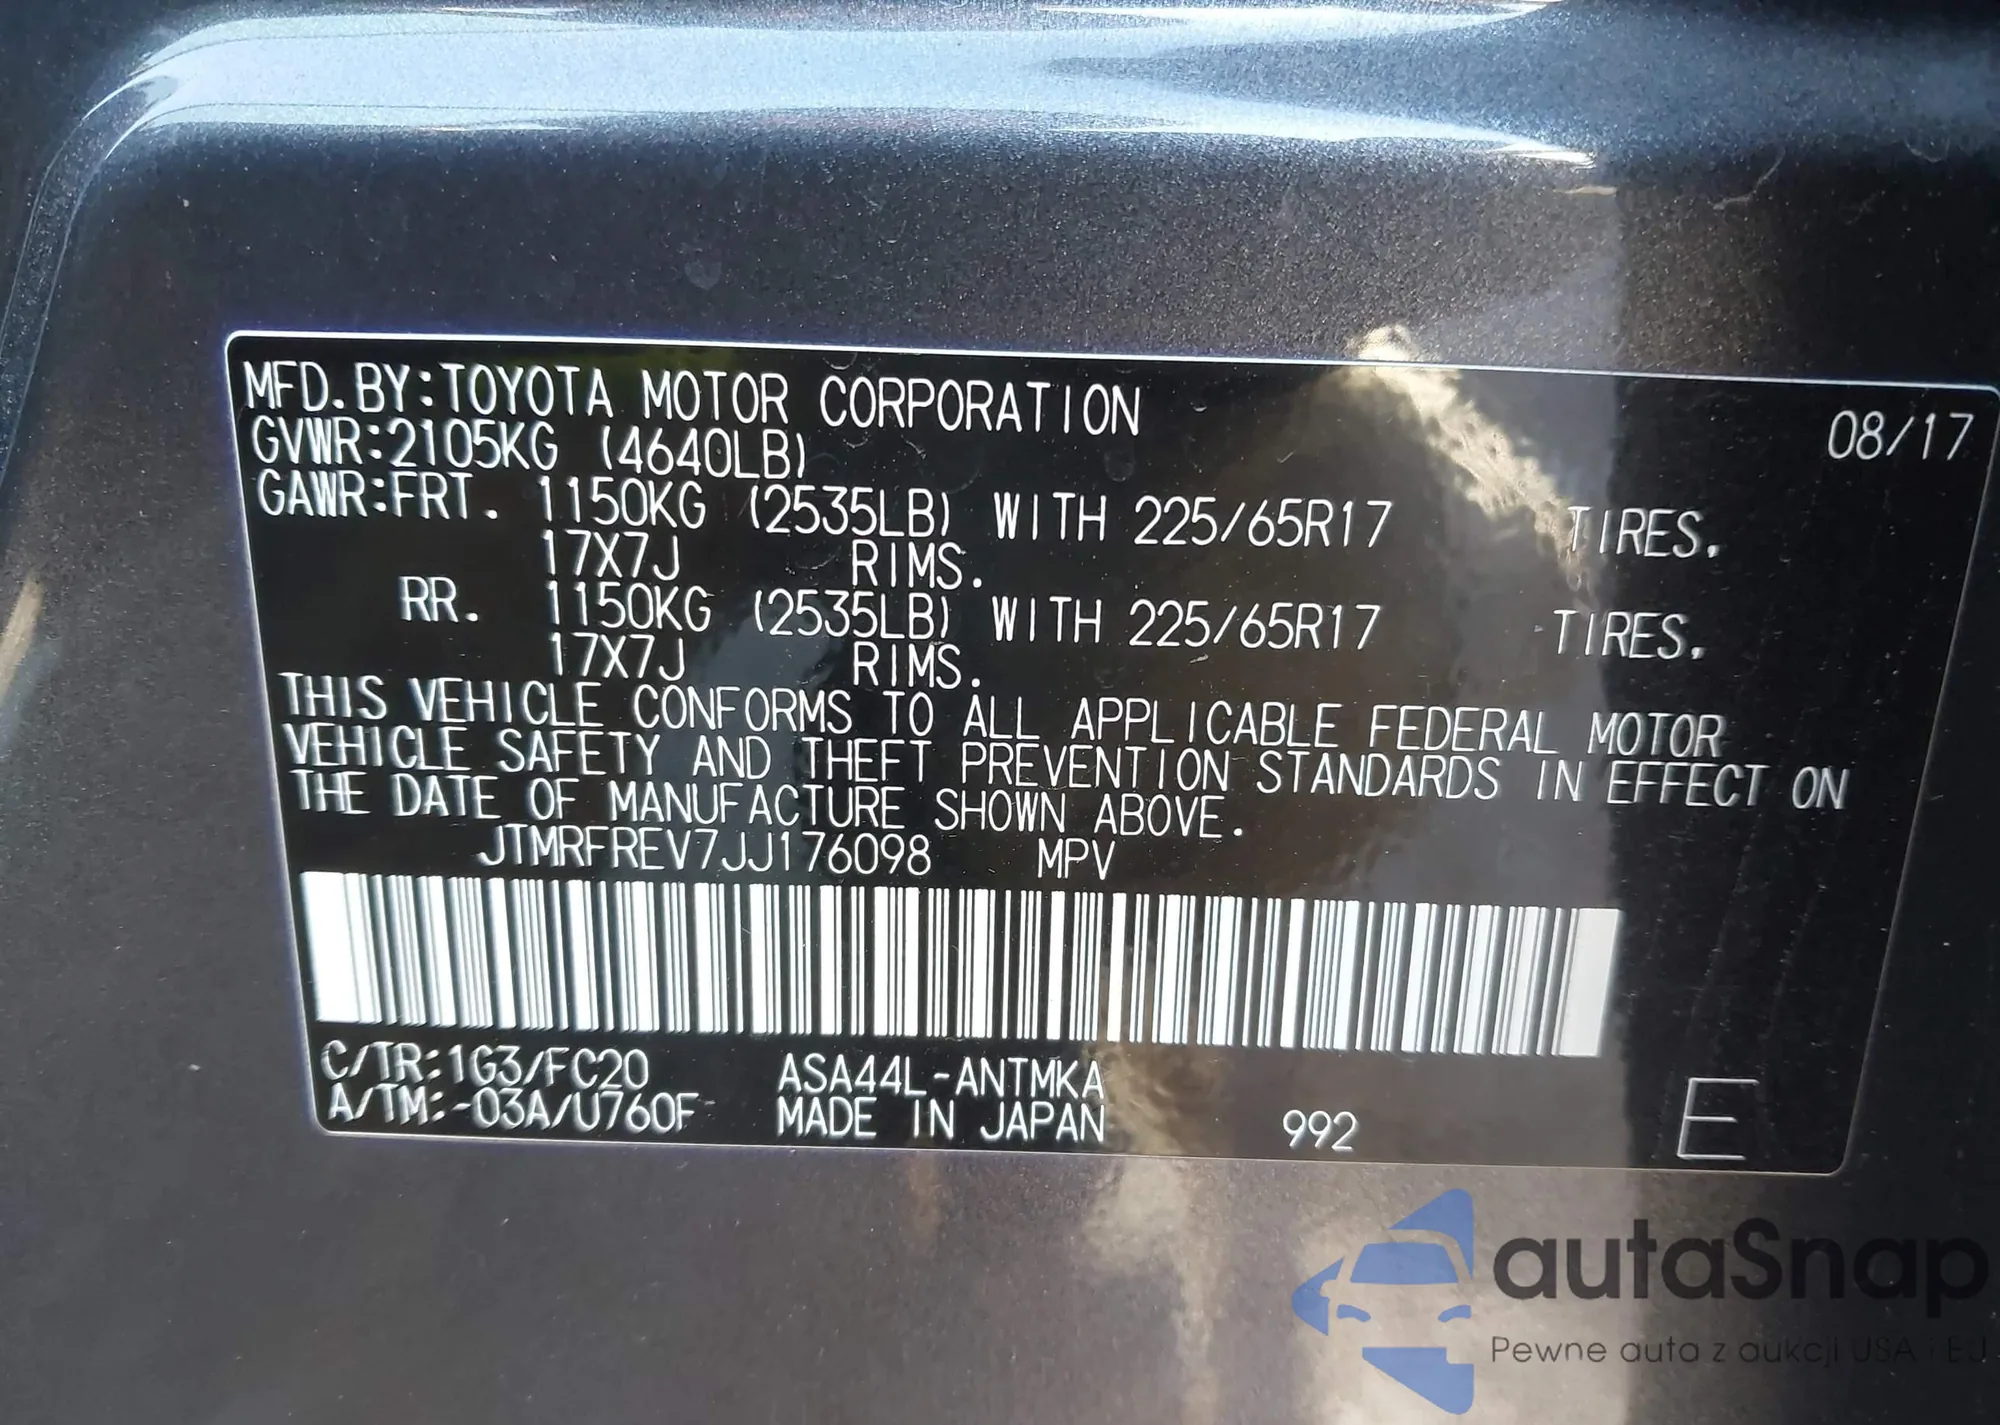 MFD.BY:TOYOTA MOTOR CORPORATION 08/17
GVWR:2105KG (4640LB)
GAWR:FRT. 1150KG (2535LB) WITH 225/65R17 TIRES.
17X7J RIMS.
RR. 1150KG (2535LB) WITH 225/65R17 TIRES.
17X7J RIMS.
THIS VEHICLE CONFORMS TO ALL APPLICABLE FEDERAL MOTOR
VEHICLE SAFETY AND THEFT PREVENTION STANDARDS IN EFFECT ON
THE DATE OF MANUFACTURE SHOWN ABOVE.
JTMRFREV7JJ176098 MPV
C/TR:1G3/FC20 ASA44L-ANTMKA
A/TM:-03A/U760F MADE IN JAPAN 992 E
autaSnap
Pewne auta z aukcji USA i EU